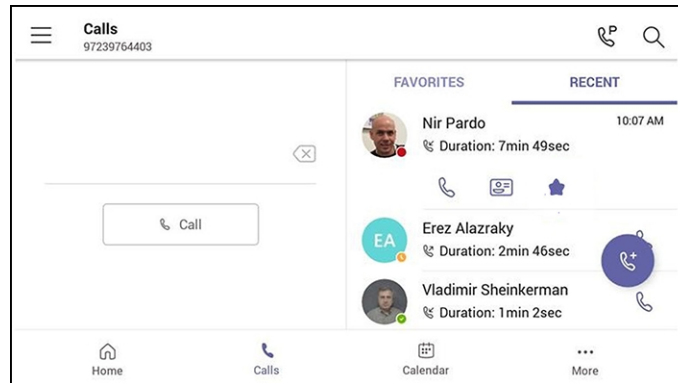 Calls
97239764403
P
FAVORITES RECENT
Nir Pardo 10:07 AM
Duration: 7min 49sec
Call
Erez Alazraky
EA
Duration: 2min 46sec
Vladimir Sheinkerman
Duration: 1min 2sec
Home Calls Calendar More